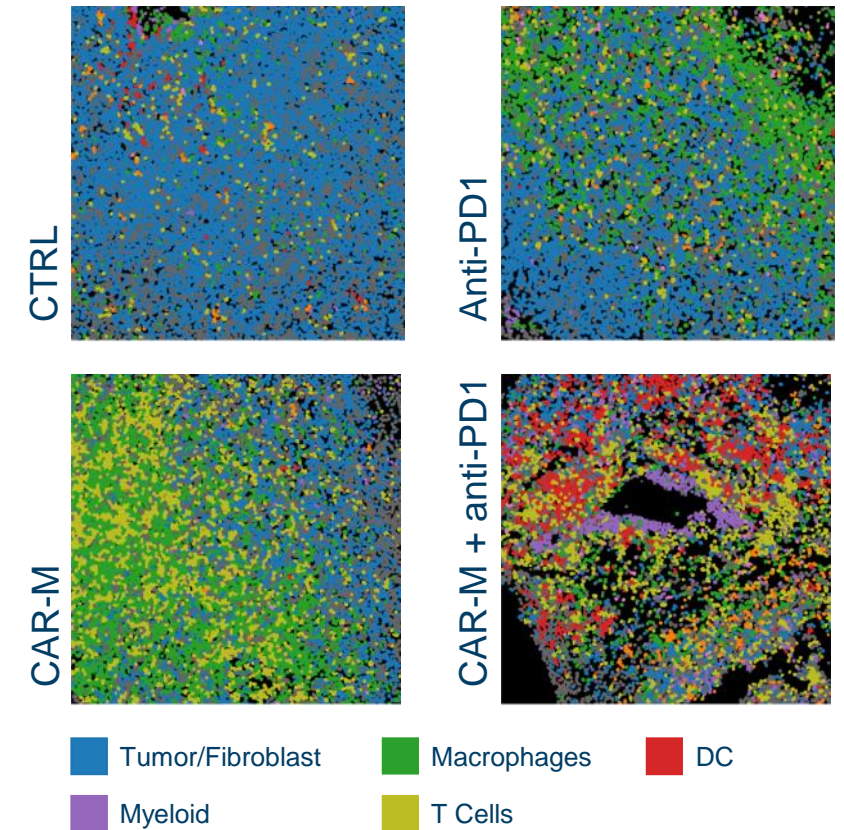 CTRL
Anti-PD1
CAR-M
CAR-M + anti-PD1
Tumor/Fibroblast
Macrophages
DC
Myeloid
T Cells